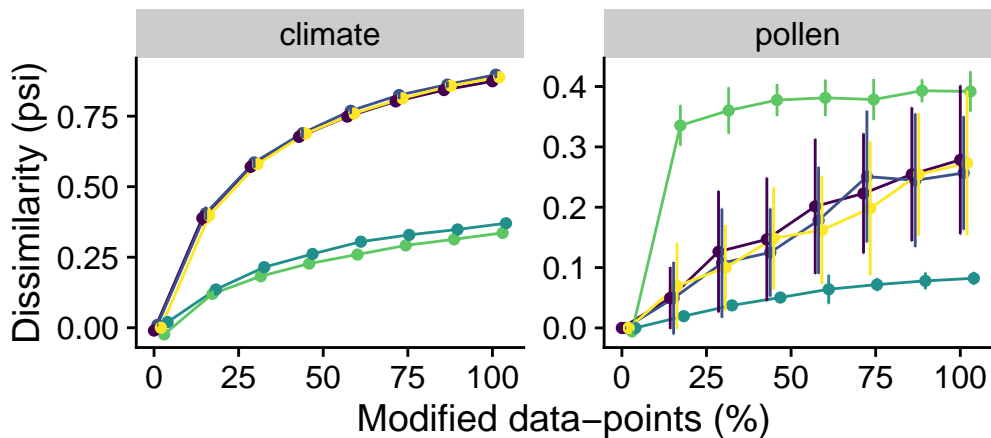 climate
pollen
Dissimilarity (psi)
0.75
0.50
0.25
0.00
0.4
0.3
0.2
0.1
0.0
0 25 50 75 100
0 25 50 75 100
Modified data−points (%)